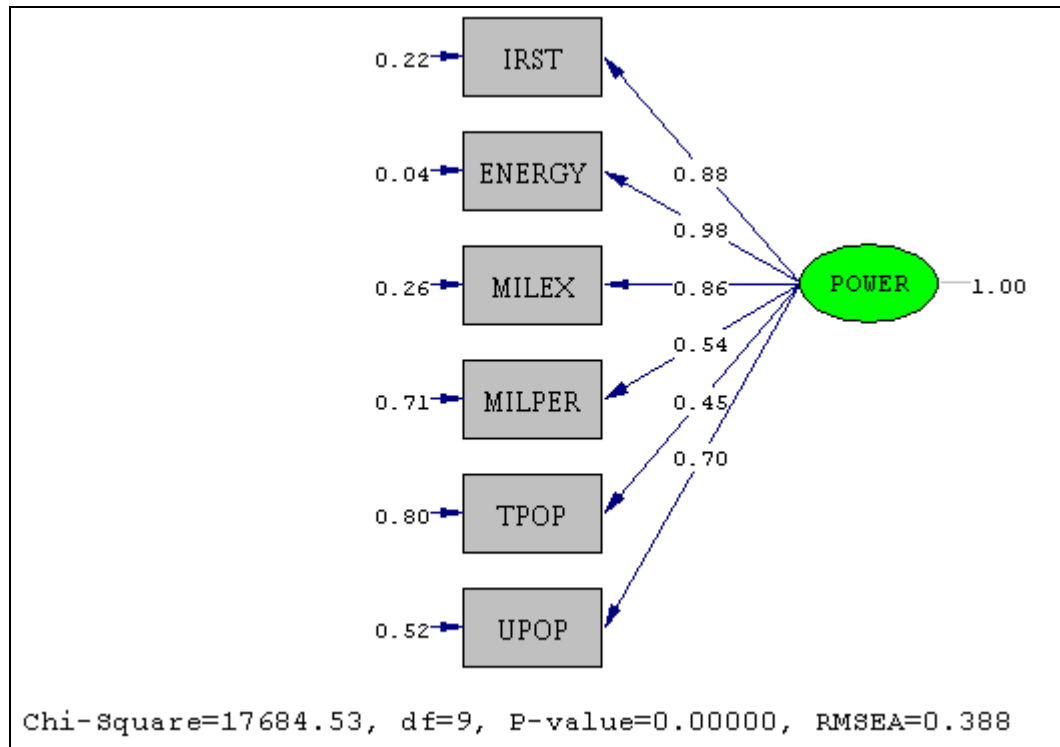 0.22 IRST
0.88
0.04 ENERGY
0.98
0.26 MILEX 0.86 POWER 1.00
0.54
0.71 MILPER 0.45
0.70
0.80 TPOP
0.52 UPOP
Chi-Square=17684.53, df=9, P-value=0.00000, RMSEA=0.388